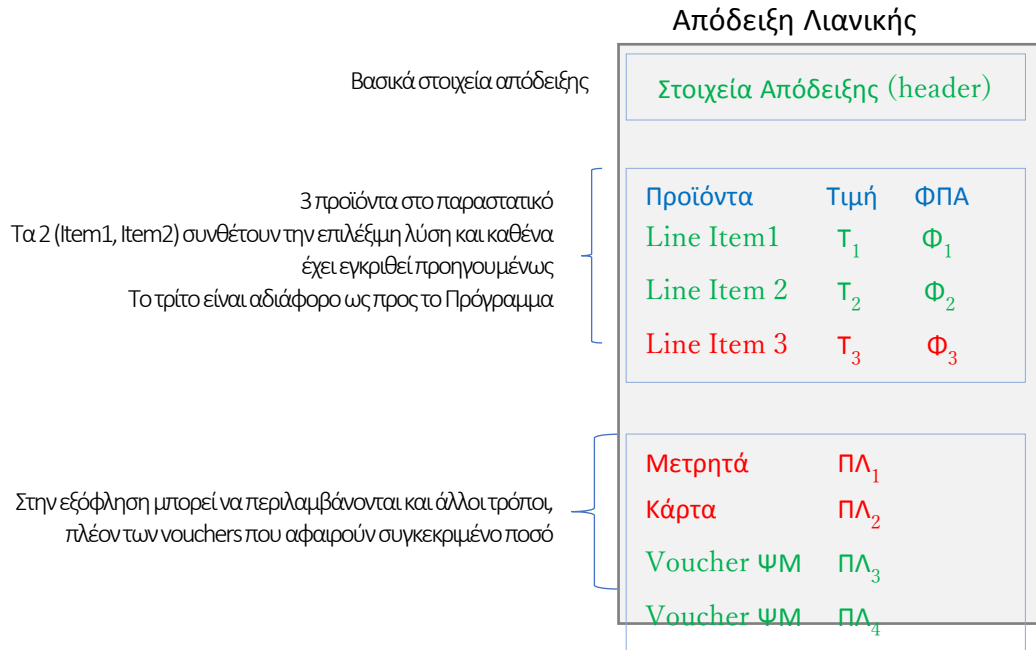 Απόδειξη Λιανικής
Βασικά στοιχεία απόδειξης
Στοιχεία Απόδειξης (header)
3 προϊόντα στο παραστατικό
Τα 2 (Item1, Item2) συνθέτουν την επιλέξιμη λύση και καθένα
έχει εγκριθεί προηγουμένως
Το τρίτο είναι αδιάφορο ως προς το Πρόγραμμα
Προϊόντα Τιμή ΦΠΑ
Line Item1 Τ1 Φ1
Line Item 2 Τ2 Φ2
Line Item 3 Τ3 Φ3
Στην εξόφληση μπορεί να περιλαμβάνονται και άλλοι τρόποι,
πλέον των vouchers που αφαιρούν συγκεκριμένο ποσό
Μετρητά ΠΛ1
Κάρτα ΠΛ2
Voucher ΨΜ ΠΛ3
Voucher ΨΜ ΠΛ4